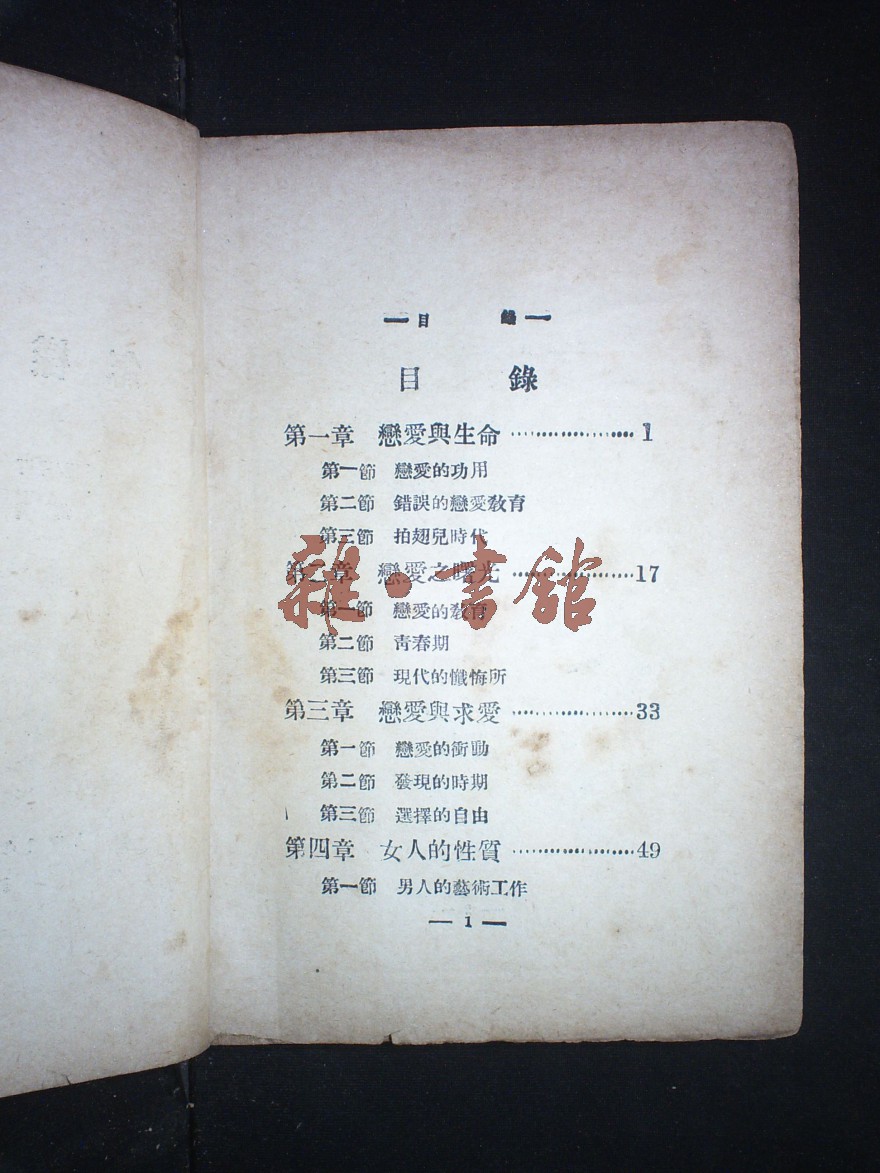 ━目 錄━
目 錄
第一章 戀愛與生命··················1
第一節 戀愛的功用
第二節 錯誤的戀愛敎育
第三節 拍翅兒時代
第二章 戀愛之曙光··················17
第一節 戀愛的敎育
第二節 靑春期
第三節 現代的懺悔所
第三章 戀愛與求愛··················33
第一節 戀愛的衝動
第二節 發現的時期
第三節 選擇的自由
第四章 女人的性質··················49
第一節 男人的藝術工作
— 1 —
雜·書舘